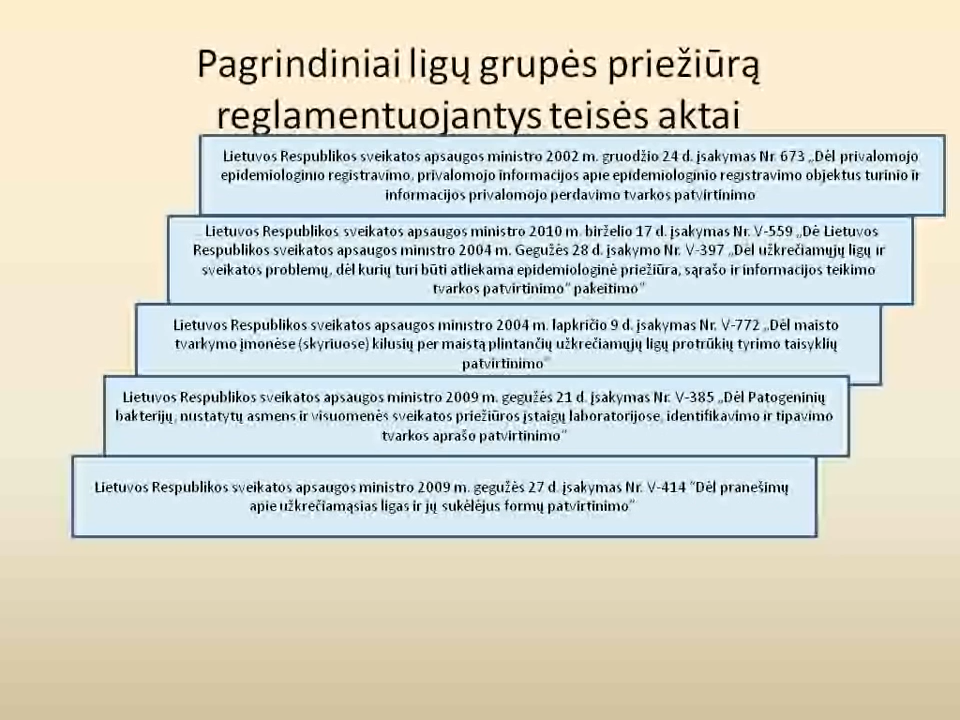 Pagrindiniai ligų grupės priežiūrą
reglamentuojantys teisės aktai
Lietuvos Respublikos sveikatos apsaugos ministro 2002 m. gruodžio 24 d. įsakymas Nr. 673 „Dėl privalomojo
epidemiologinio registravimo, privalomojo informacijos apie epidemiologinio registravimo objektus turinio ir
informacijos privalomojo perdavimo tvarkos patvirtinimo
Lietuvos Respublikos sveikatos apsaugos ministro 2010 m. birželio 17 d. įsakymas Nr. V-559 „Dė Lietuvos
Respublikos sveikatos apsaugos ministro 2004 m. Gegužės 28 d. įsakymo Nr. V-397 „Dėl užkrečiamųjų ligų ir
sveikatos problemų, dėl kurių turi būti atliekama epidemiologinė priežiūra, sąrašo ir informacijos teikimo
tvarkos patvirtinimo“ pakeitimo“
Lietuvos Respublikos sveikatos apsaugos ministro 2004 m. lapkričio 9 d. įsakymas Nr. V-772 „Dėl maisto
tvarkymo įmonėse (skyriuose) kilusių per maistą plintančių užkrečiamųjų ligų protrūkių tyrimo taisyklių
patvirtinimo“
Lietuvos Respublikos sveikatos apsaugos ministro 2009 m. gegužės 21 d. įsakymas Nr. V-385 „Dėl Patogeninių
bakterijų, nustatytų asmens ir visuomenės sveikatos priežiūros įstaigų laboratorijose, identifikavimo ir tipavimo
tvarkos aprašo patvirtinimo“
Lietuvos Respublikos sveikatos apsaugos ministro 2009 m. gegužės 27 d. įsakymas Nr. V-414 “Dėl pranešimų
apie užkrečiamąsias ligas ir jų sukėlėjus formų patvirtinimo“